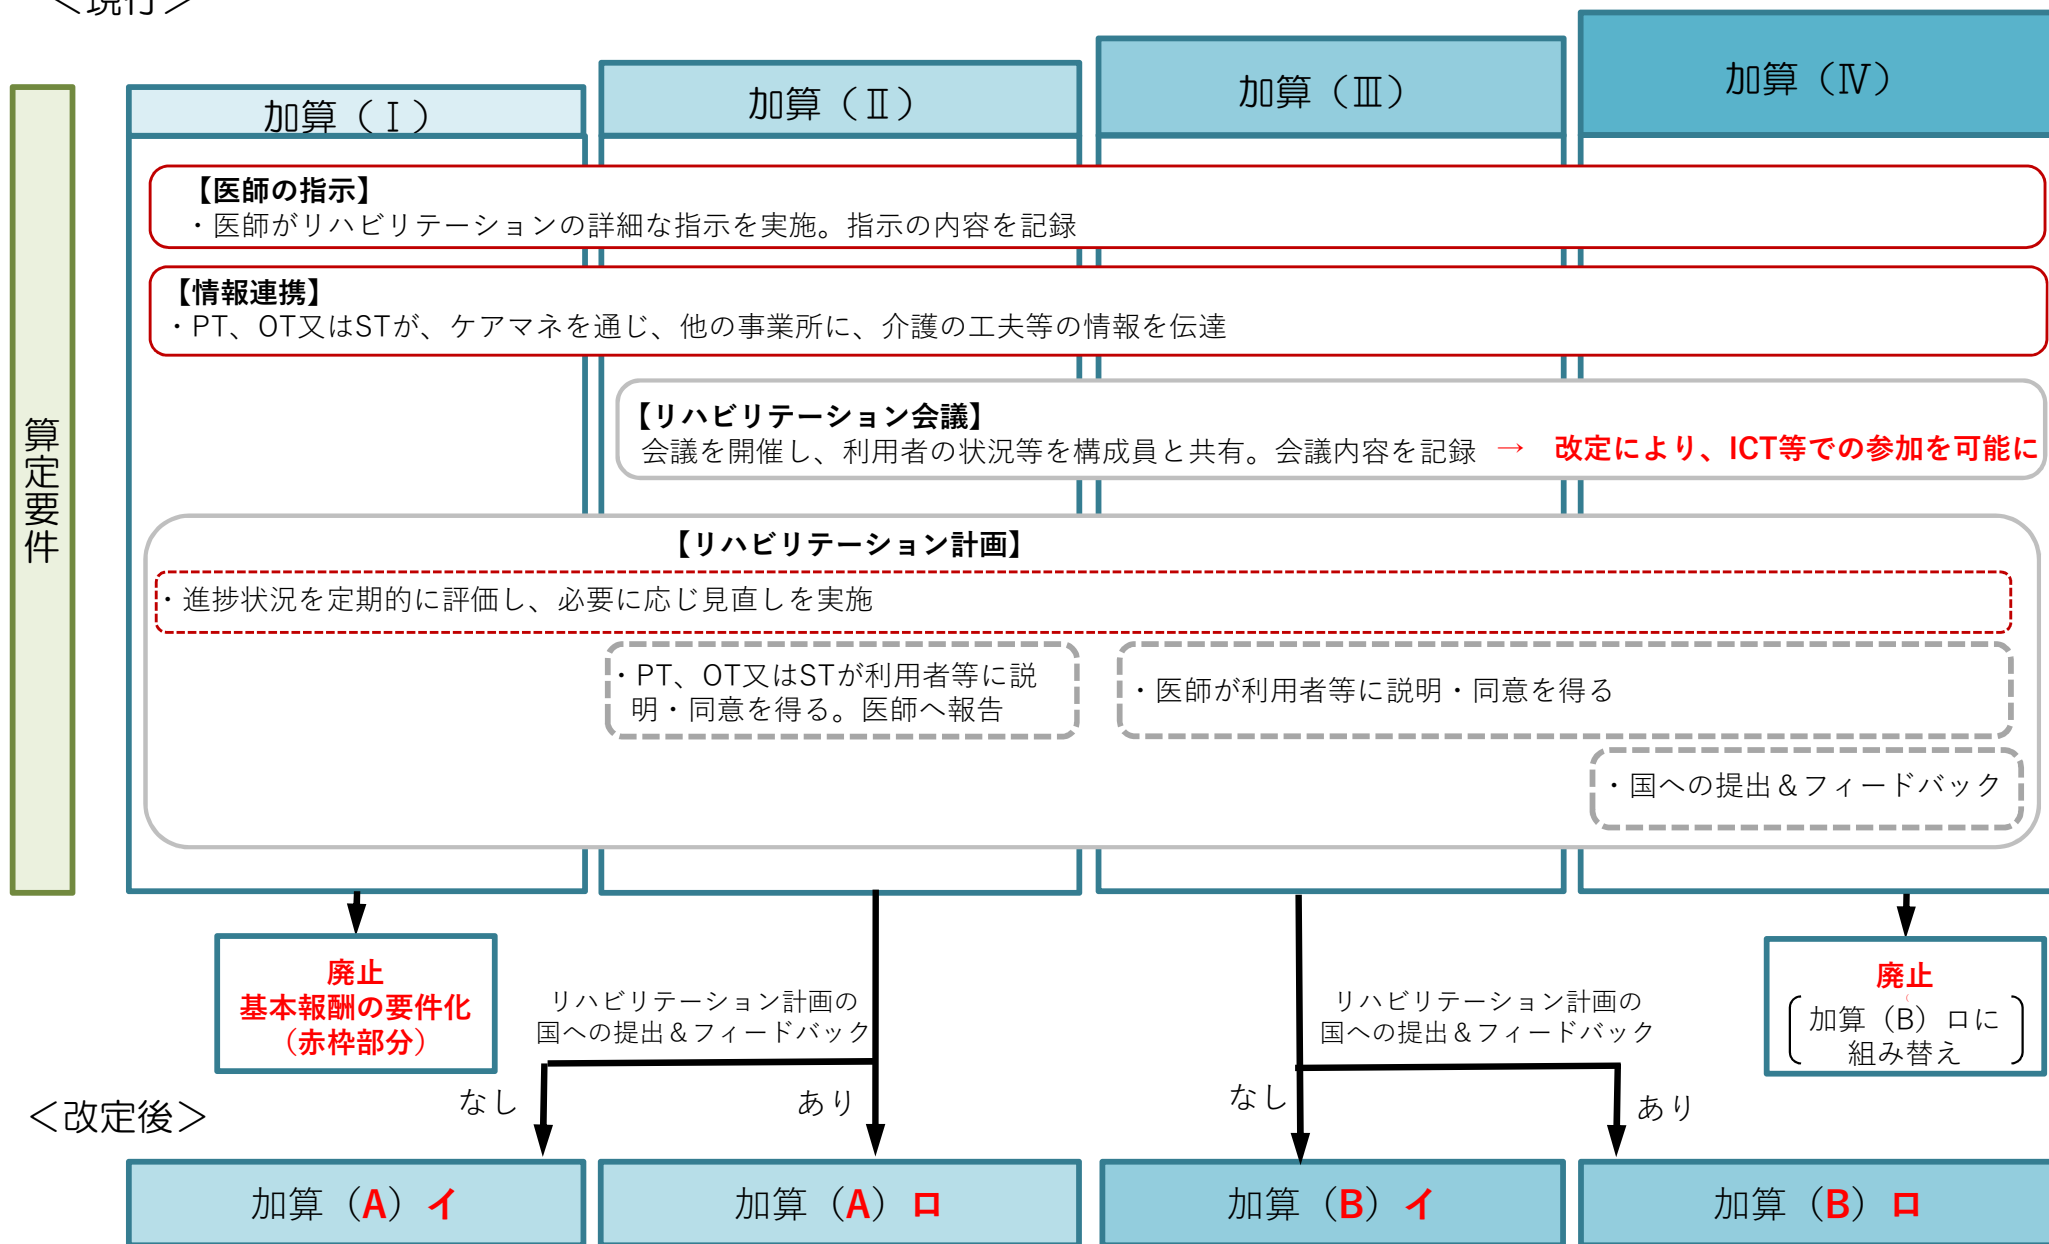 ＜現行＞
加算（Ⅰ）
加算（Ⅱ）
加算（Ⅲ）
加算（Ⅳ）
算定要件
【医師の指示】
・医師がリハビリテーションの詳細な指示を実施。指示の内容を記録
【情報連携】
・PT、OT又はSTが、ケアマネを通じ、他の事業所に、介護の工夫等の情報を伝達
【リハビリテーション会議】
会議を開催し、利用者の状況等を構成員と共有。会議内容を記録 → 改定により、ICT等での参加を可能に
【リハビリテーション計画】
・進捗状況を定期的に評価し、必要に応じ見直しを実施
・PT、OT又はSTが利用者等に説
明・同意を得る。医師へ報告
・医師が利用者等に説明・同意を得る
・国への提出＆フィードバック
廃止
基本報酬の要件化
（赤枠部分）
リハビリテーション計画の
国への提出＆フィードバック
なし
あり
リハビリテーション計画の
国への提出＆フィードバック
なし
あり
廃止
（
加算（B）ロに
組み替え
＜改定後＞
加算（A）イ
加算（A）ロ
加算（B）イ
加算（B）ロ